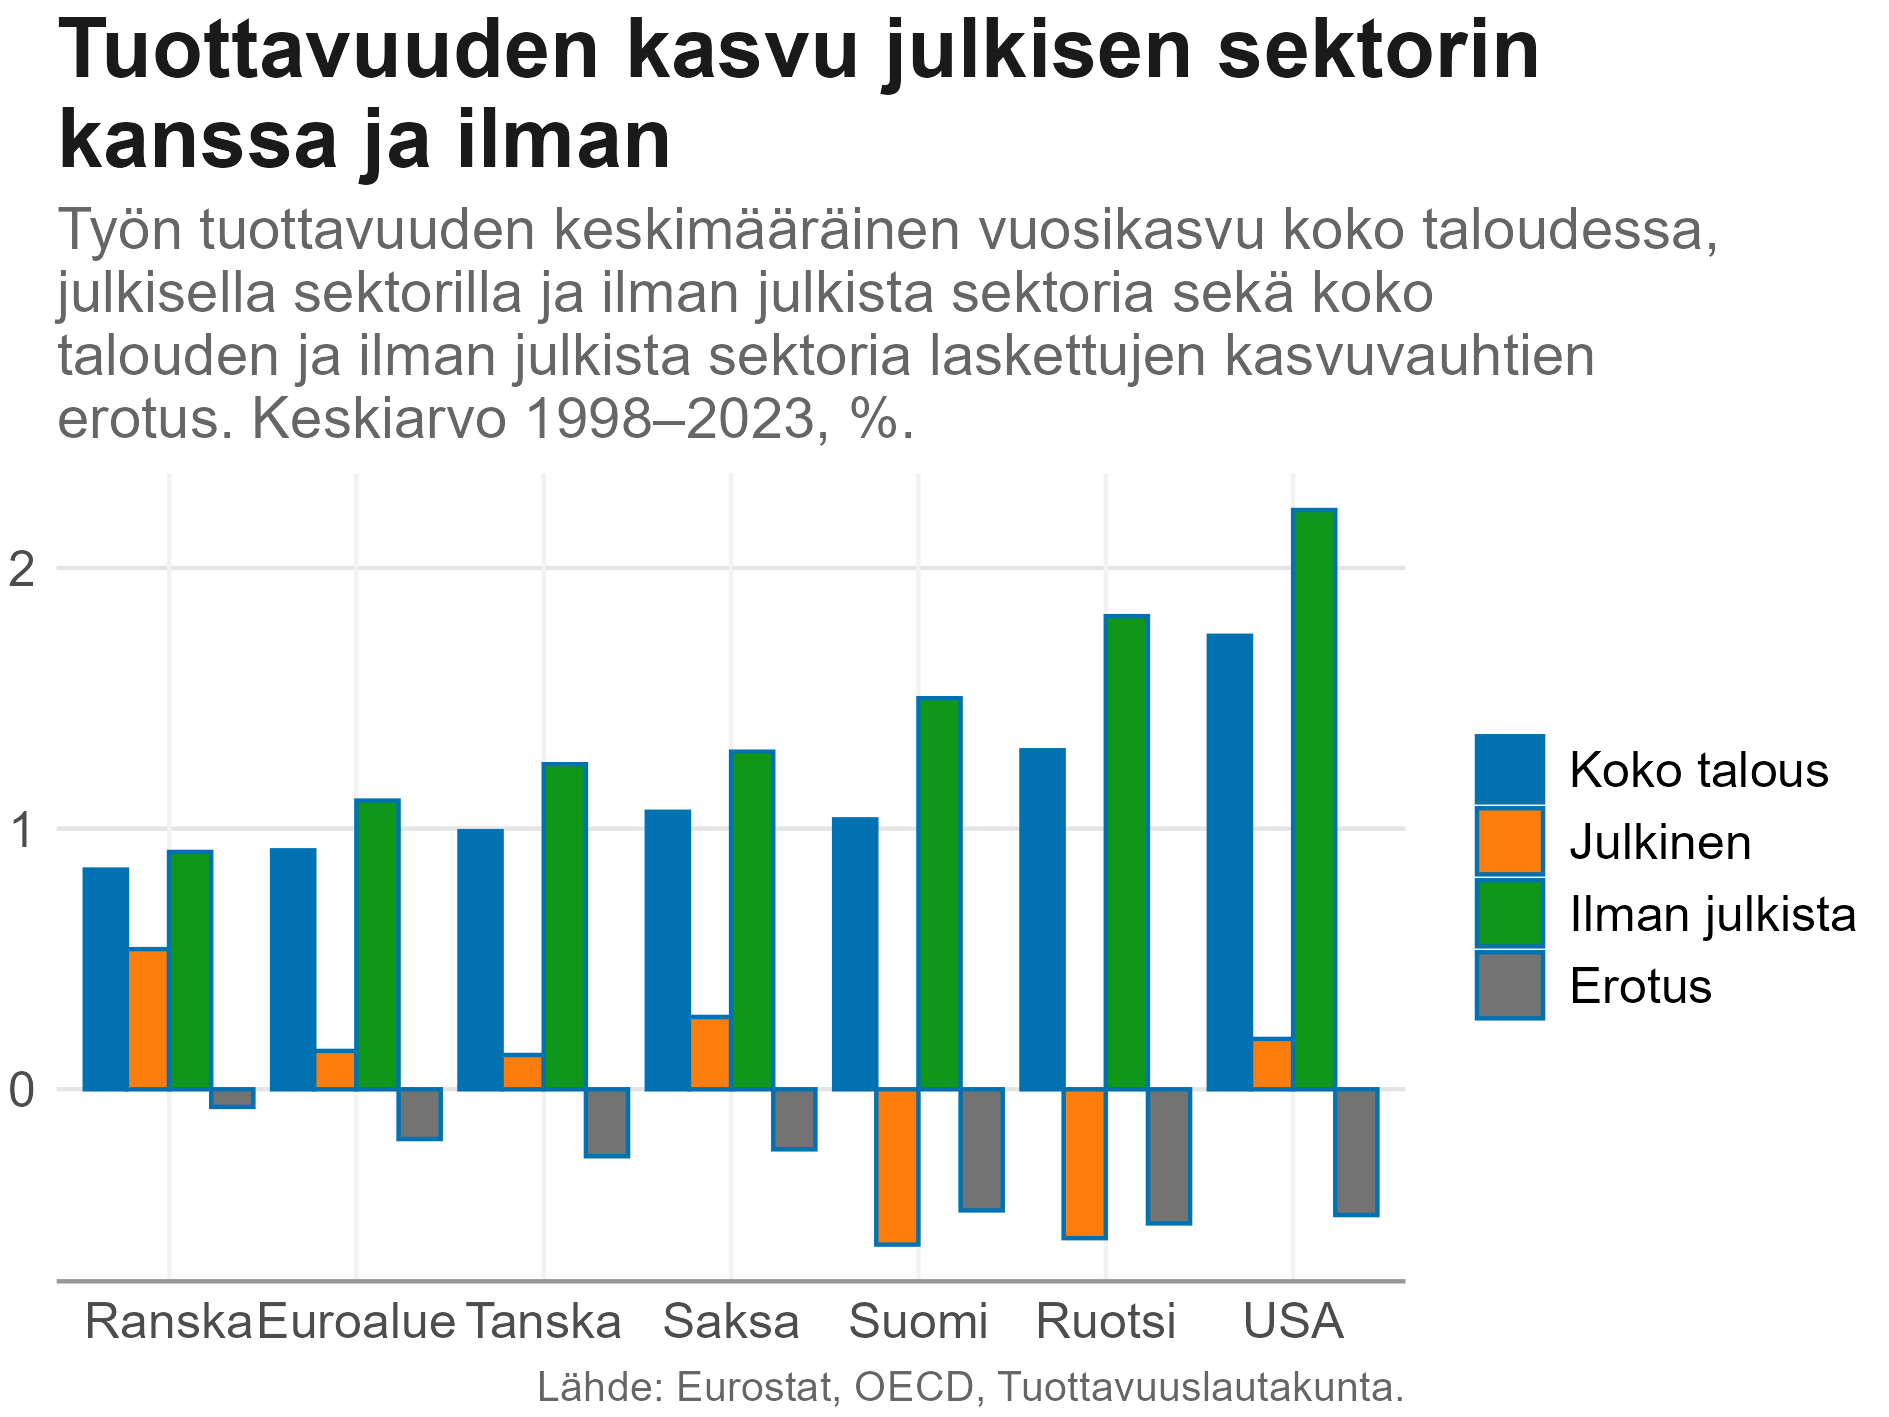 Tuottavuuden kasvu julkisen sektorin
kanssa ja ilman
Työn tuottavuuden keskimääräinen vuosikasvu koko taloudessa,
julkisella sektorilla ja ilman julkista sektoria sekä koko
talouden ja ilman julkista sektoria laskettujen kasvuvauhtien
erotus. Keskiarvo 1998–2023, %.
2
1
0
Koko talous
Julkinen
Ilman julkista
Erotus
Ranska Euroalue Tanska Saksa Suomi Ruotsi USA
Lähde: Eurostat, OECD, Tuottavuuslautakunta.